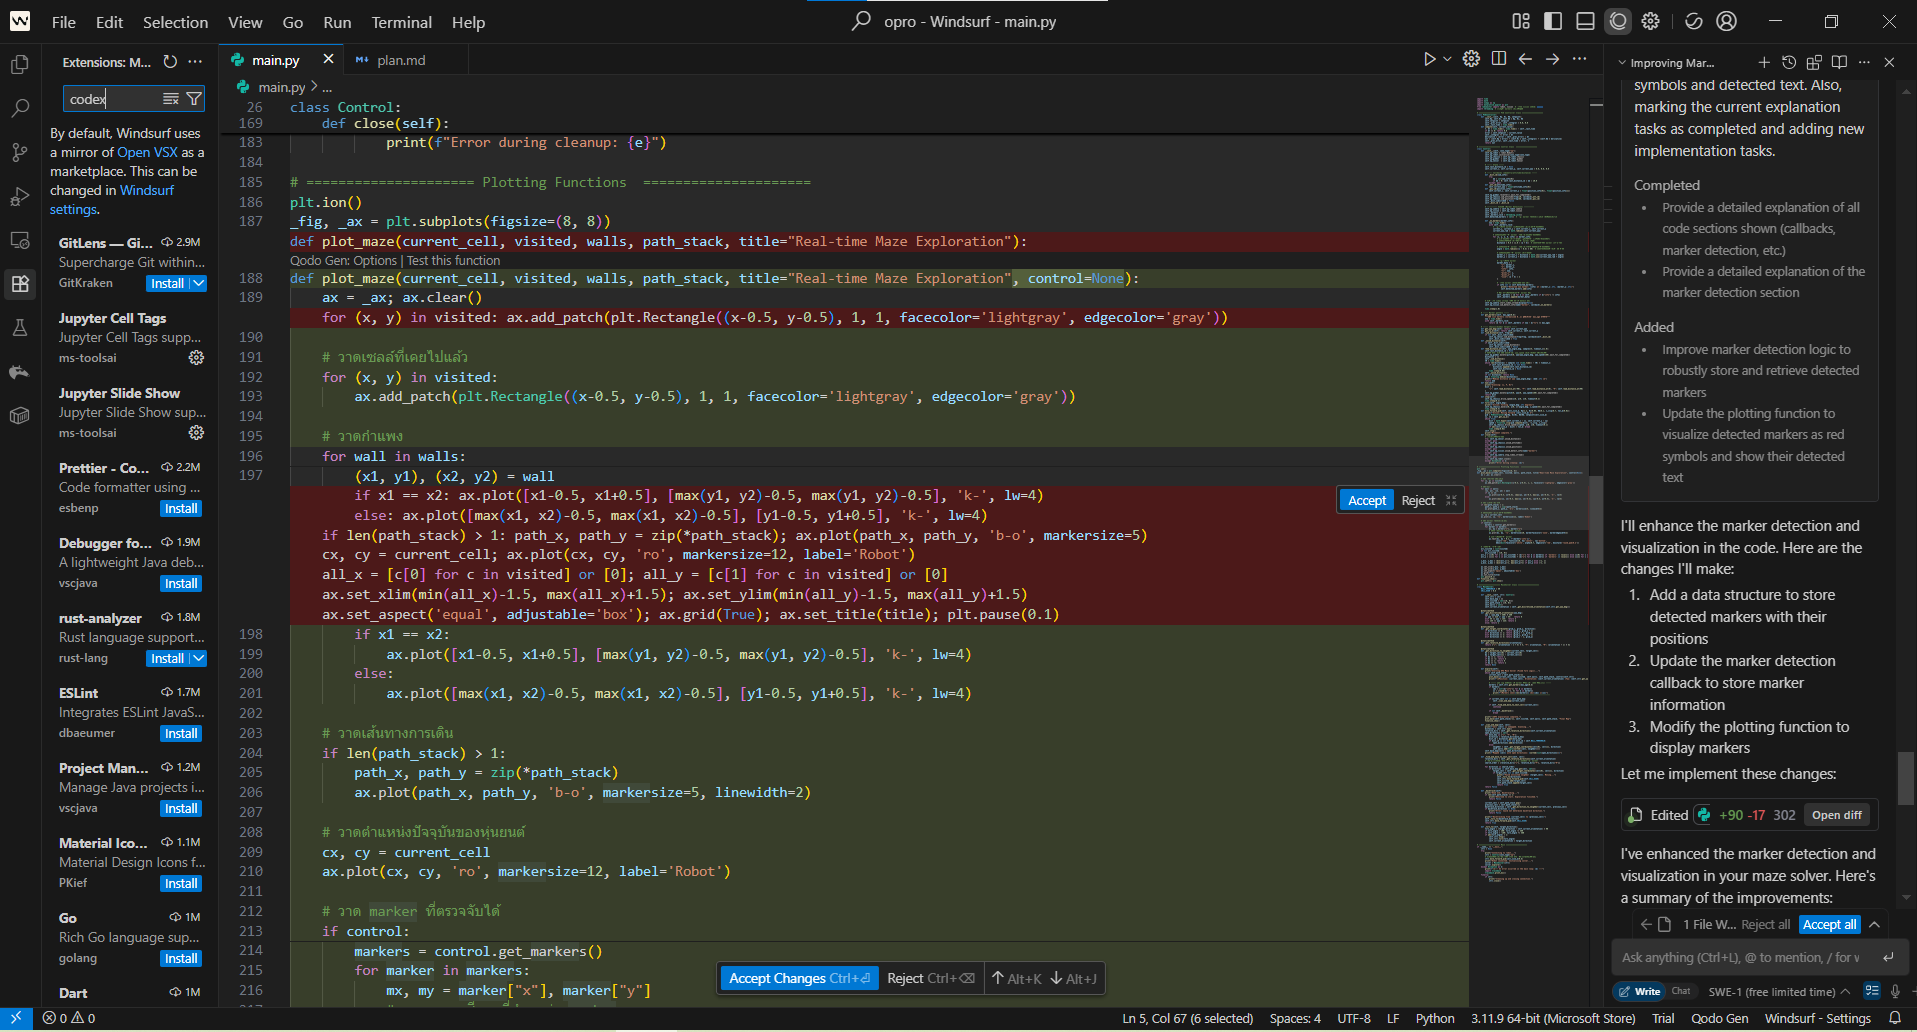 File Edit Selection View Go Run Terminal Help
opro - Windsurf - main.py
Extensions: M...
codex
By default, Windsurf uses
a mirror of Open VSX as a
marketplace. This can be
changed in Windsurf
settings.
GitLens — Gi... 2.9M
Supercharge Git within...
GitKraken Install
Jupyter Cell Tags
Jupyter Cell Tags supp...
ms-toolsai
Jupyter Slide Show
Jupyter Slide Show sup...
ms-toolsai
Prettier - Co... 2.2M
Code formatter using ...
esbenp Install
Debugger fo... 1.9M
A lightweight Java deb...
vscjava Install
rust-analyzer 1.8M
Rust language support...
rust-lang Install
ESLint 1.7M
Integrates ESLint JavaS...
dbaeumer Install
Project Man... 1.2M
Manage Java projects i...
vscjava Install
Material Ico... 1.1M
Material Design Icons f...
PKief Install
Go 1M
Rich Go language sup...
golang Install
Dart 1M
main.py plan.md
main.py > ...
26 class Control:
169 def close(self):
183 print(f"Error during cleanup: {e}")
184
185 # ===================== Plotting Functions =====================
186 plt.ion()
187 _fig, _ax = plt.subplots(figsize=(8, 8))
def plot_maze(current_cell, visited, walls, path_stack, title="Real-time Maze Exploration"):
Qodo Gen: Options | Test this function
188 def plot_maze(current_cell, visited, walls, path_stack, title="Real-time Maze Exploration", control=None):
189 ax = _ax; ax.clear()
for (x, y) in visited: ax.add_patch(plt.Rectangle((x-0.5, y-0.5), 1, 1, facecolor='lightgray', edgecolor='gray'))
190
191 # วาดเซลล์ที่เคยไปแล้ว
192 for (x, y) in visited:
193 ax.add_patch(plt.Rectangle((x-0.5, y-0.5), 1, 1, facecolor='lightgray', edgecolor='gray'))
194
195 # วาดกำแพง
196 for wall in walls:
197 (x1, y1), (x2, y2) = wall
if x1 == x2: ax.plot([x1-0.5, x1+0.5], [max(y1, y2)-0.5, max(y1, y2)-0.5], 'k-', lw=4)
else: ax.plot([max(x1, x2)-0.5, max(x1, x2)-0.5], [y1-0.5, y1+0.5], 'k-', lw=4)
if len(path_stack) > 1: path_x, path_y = zip(*path_stack); ax.plot(path_x, path_y, 'b-o', markersize=5)
cx, cy = current_cell; ax.plot(cx, cy, 'ro', markersize=12, label='Robot')
all_x = [c[0] for c in visited] or [0]; all_y = [c[1] for c in visited] or [0]
ax.set_xlim(min(all_x)-1.5, max(all_x)+1.5); ax.set_ylim(min(all_y)-1.5, max(all_y)+1.5)
ax.set_aspect('equal', adjustable='box'); ax.grid(True); ax.set_title(title); plt.pause(0.1)
Accept Reject
198 if x1 == x2:
199 ax.plot([x1-0.5, x1+0.5], [max(y1, y2)-0.5, max(y1, y2)-0.5], 'k-', lw=4)
200 else:
201 ax.plot([max(x1, x2)-0.5, max(x1, x2)-0.5], [y1-0.5, y1+0.5], 'k-', lw=4)
202
203 # วาดเส้นทางการเดิน
204 if len(path_stack) > 1:
205 path_x, path_y = zip(*path_stack)
206 ax.plot(path_x, path_y, 'b-o', markersize=5, linewidth=2)
207
208 # วาดตำแหน่งปัจจุบันของหุ่นยนต์
209 cx, cy = current_cell
210 ax.plot(cx, cy, 'ro', markersize=12, label='Robot')
211
212 # วาด marker ที่ตรวจจับได้
213 if control:
214 markers = control.get_markers()
215 for marker in markers:
216 mx, my = marker["x"], marker["y"]
Accept Changes Ctrl+⏎ Reject Ctrl+⌫ ↑ Alt+K ↓ Alt+J
Improving Mar...
symbols and detected text. Also,
marking the current explanation
tasks as completed and adding new
implementation tasks.
Completed
• Provide a detailed explanation of all
code sections shown (callbacks,
marker detection, etc.)
• Provide a detailed explanation of the
marker detection section
Added
• Improve marker detection logic to
robustly store and retrieve detected
markers
• Update the plotting function to
visualize detected markers as red
symbols and show their detected
text
I'll enhance the marker detection and
visualization in the code. Here are the
changes I'll make:
1. Add a data structure to store
detected markers with their
positions
2. Update the marker detection
callback to store marker
information
3. Modify the plotting function to
display markers
Let me implement these changes:
Edited +90 -17 302 Open diff
I've enhanced the marker detection and
visualization in your maze solver. Here's
a summary of the improvements:
1 File W... Reject all Accept all
Ask anything (Ctrl+L), @ to mention, / for w
Write Chat SWE-1 (free limited time)
0 0
Ln 5, Col 67 (6 selected) Spaces: 4 UTF-8 LF Python 3.11.9 64-bit (Microsoft Store) Trial Qodo Gen Windsurf - Settings